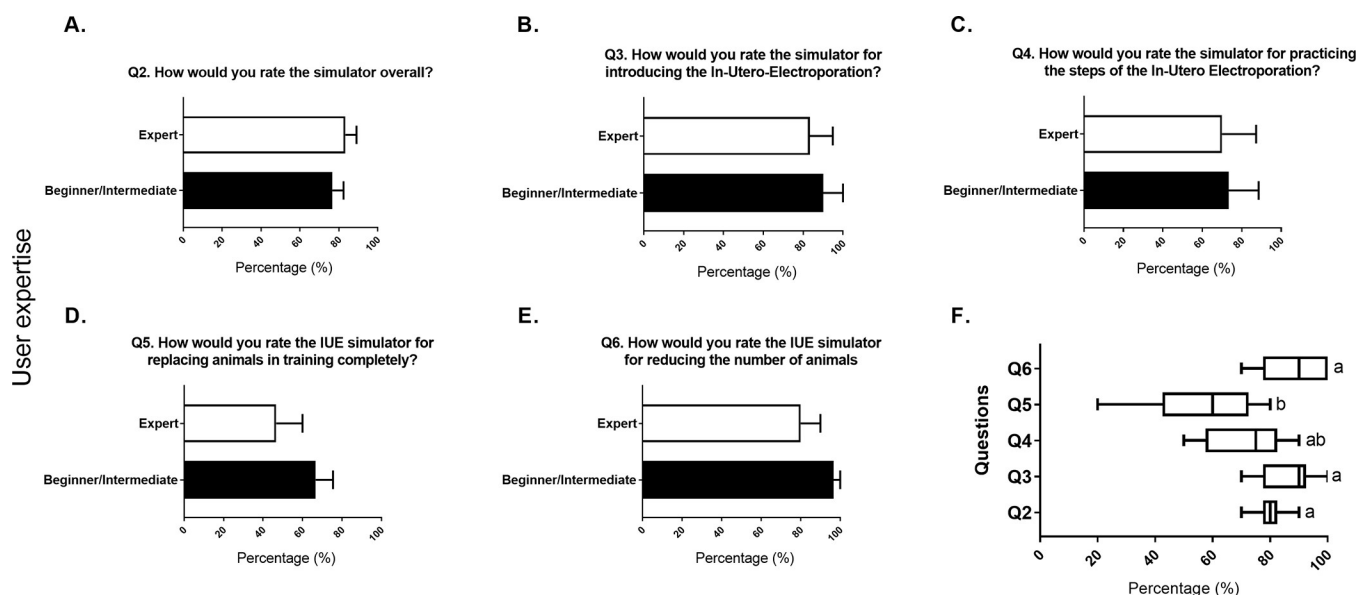 User expertise
A.
Q2. How would you rate the simulator overall?
Expert
Beginner/Intermediate
0 20 40 60 80 100
Percentage (%)
B.
Q3. How would you rate the simulator for
introducing the In-Utero-Electroporation?
Expert
Beginner/Intermediate
0 20 40 60 80 100
Percentage (%)
C.
Q4. How would you rate the simulator for practicing
the steps of the In-Utero Electroporation?
Expert
Beginner/Intermediate
0 20 40 60 80 100
Percentage (%)
D.
Q5. How would you rate the IUE simulator for
replacing animals in training completely?
Expert
Beginner/Intermediate
0 20 40 60 80 100
Percentage (%)
E.
Q6. How would you rate the IUE simulator
for reducing the number of animals
Expert
Beginner/Intermediate
0 20 40 60 80 100
Percentage (%)
F.
Questions
Q6 a
Q5 b
Q4 ab
Q3 a
Q2 a
0 20 40 60 80 100
Percentage (%)